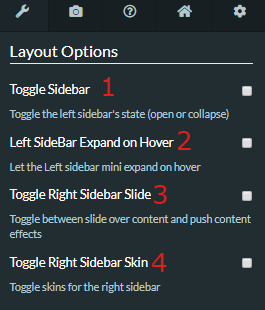 Layout Options
Toggle Sidebar 1
Toggle the left sidebar's state (open or collapse)
Left SideBar Expand on Hover 2
Let the Left sidebar mini expand on hover
Toggle Right Sidebar Slide 3
Toggle between slide over content and push content
effects
Toggle Right Sidebar Skin 4
Toggle skins for the right sidebar